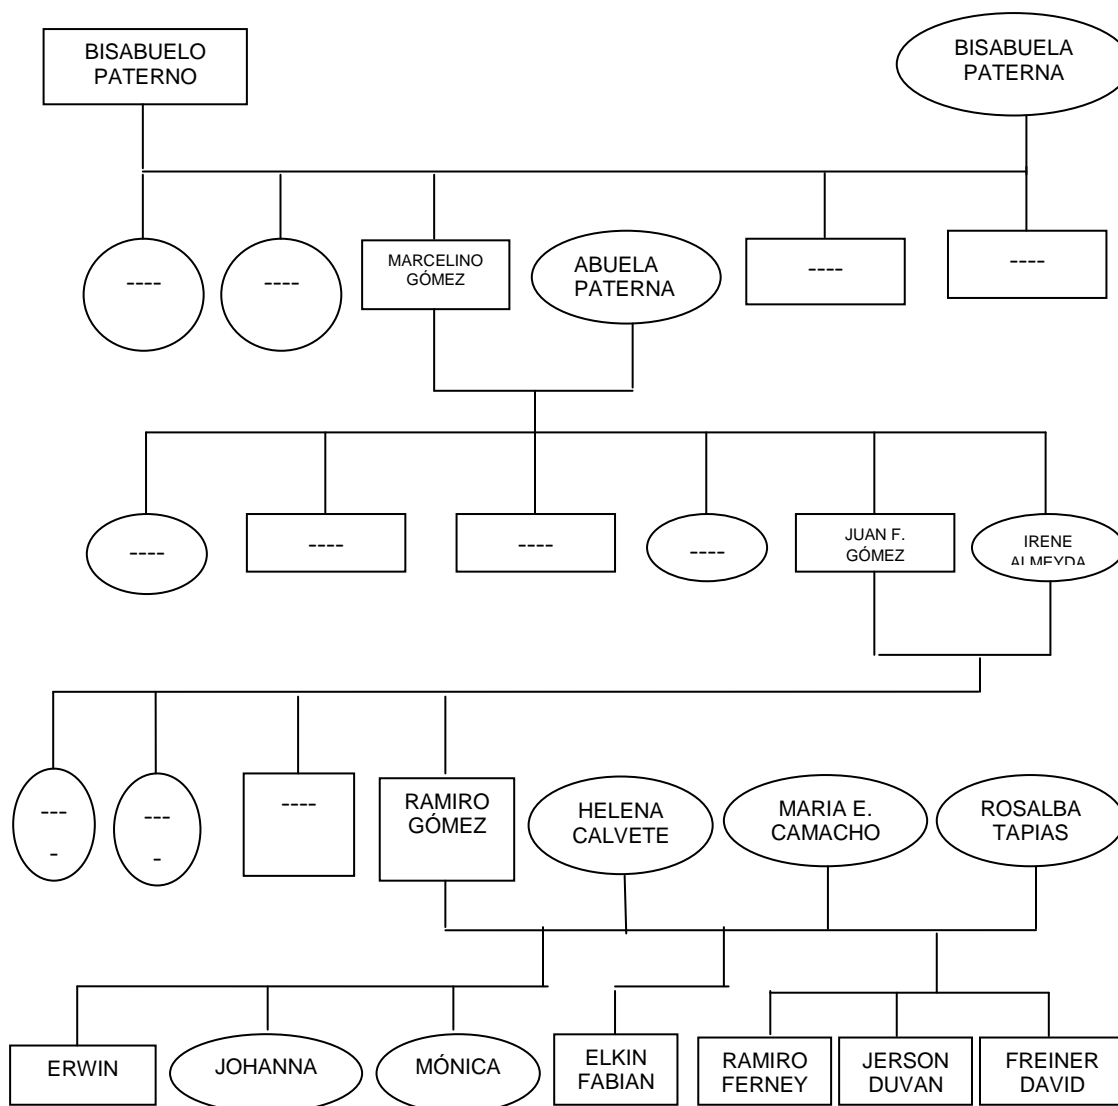 BISABUELO
PATERNO
BISABUELA
PATERNA
----
----
MARCELINO
GÓMEZ
ABUELA
PATERNA
----
----
----
----
----
----
JUAN F.
GÓMEZ
IRENE
ALMEYDA
---
-
---
-
----
RAMIRO
GÓMEZ
HELENA
CALVETE
MARIA E.
CAMACHO
ROSALBA
TAPIAS
ERWIN
JOHANNA
MÓNICA
ELKIN
FABIAN
RAMIRO
FERNEY
JERSON
DUVAN
FREINER
DAVID